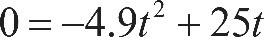 0 = −4.9t² + 25t